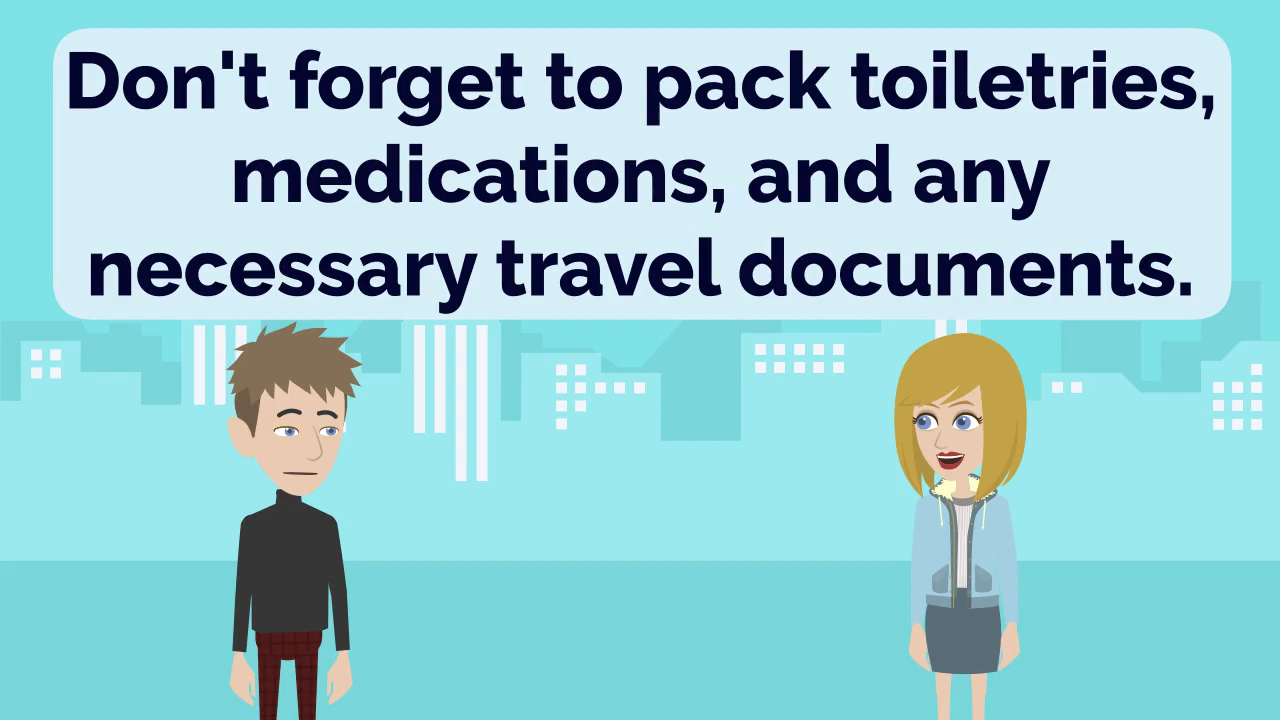 Don't forget to pack toiletries,
medications, and any
necessary travel documents.